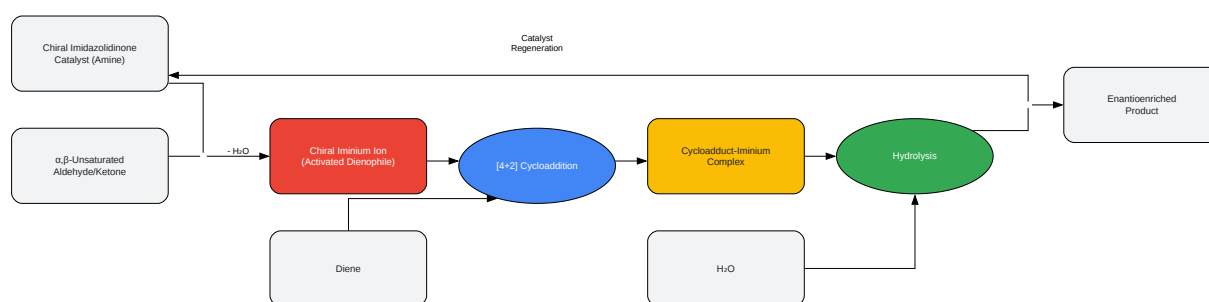 Chiral Imidazolidinone
Catalyst (Amine)
Catalyst
Regeneration
Enantioenriched
Product
α,β-Unsaturated
Aldehyde/Ketone
- H₂O
Chiral Iminium Ion
(Activated Dienophile)
[4+2] Cycloaddition
Cycloadduct-Iminium
Complex
Hydrolysis
Diene
H₂O